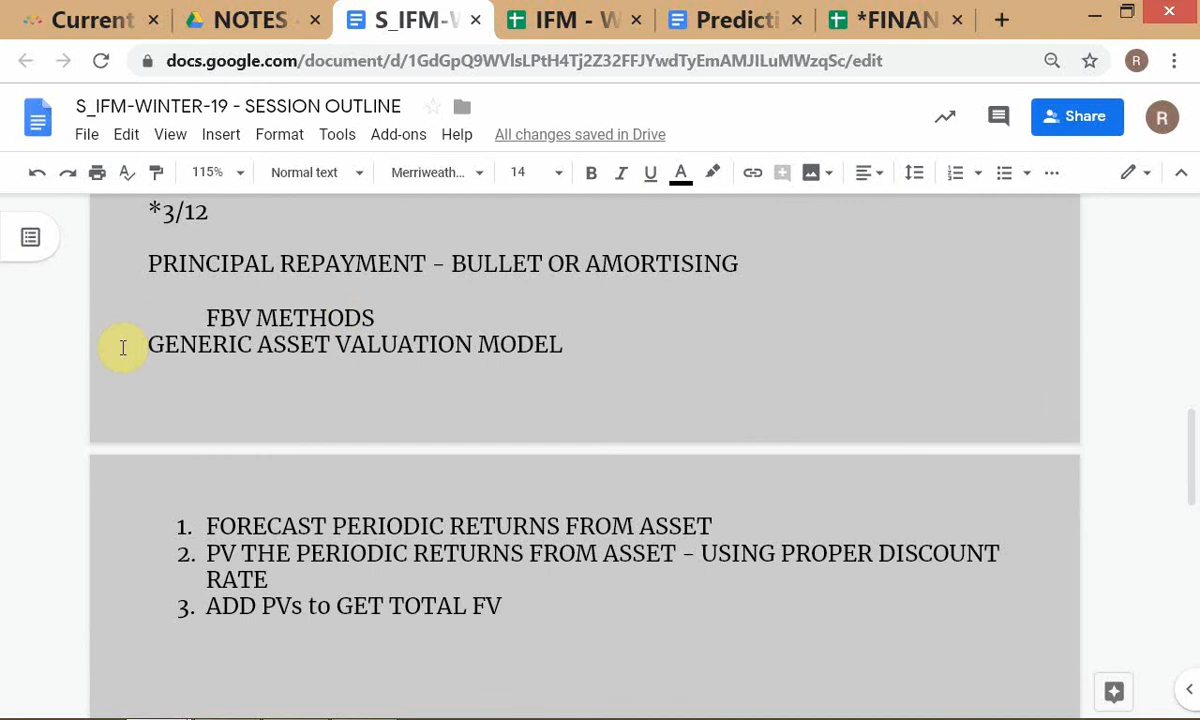 Current
NOTES
S_IFM-W
IFM - W
Predicti
*FINAN
docs.google.com/document/d/1GdGpQ9WVlsLPtH4Tj2Z32FFJYwdTyEmAMJILuMWzqSc/edit
R
S_IFM-WINTER-19 - SESSION OUTLINE
File Edit View Insert Format Tools Add-ons Help All changes saved in Drive
Share
R
115% Normal text Merriweath... 14 B I U A
*3/12
PRINCIPAL REPAYMENT - BULLET OR AMORTISING
FBV METHODS
GENERIC ASSET VALUATION MODEL
1. FORECAST PERIODIC RETURNS FROM ASSET
2. PV THE PERIODIC RETURNS FROM ASSET - USING PROPER DISCOUNT
RATE
3. ADD PVs to GET TOTAL FV